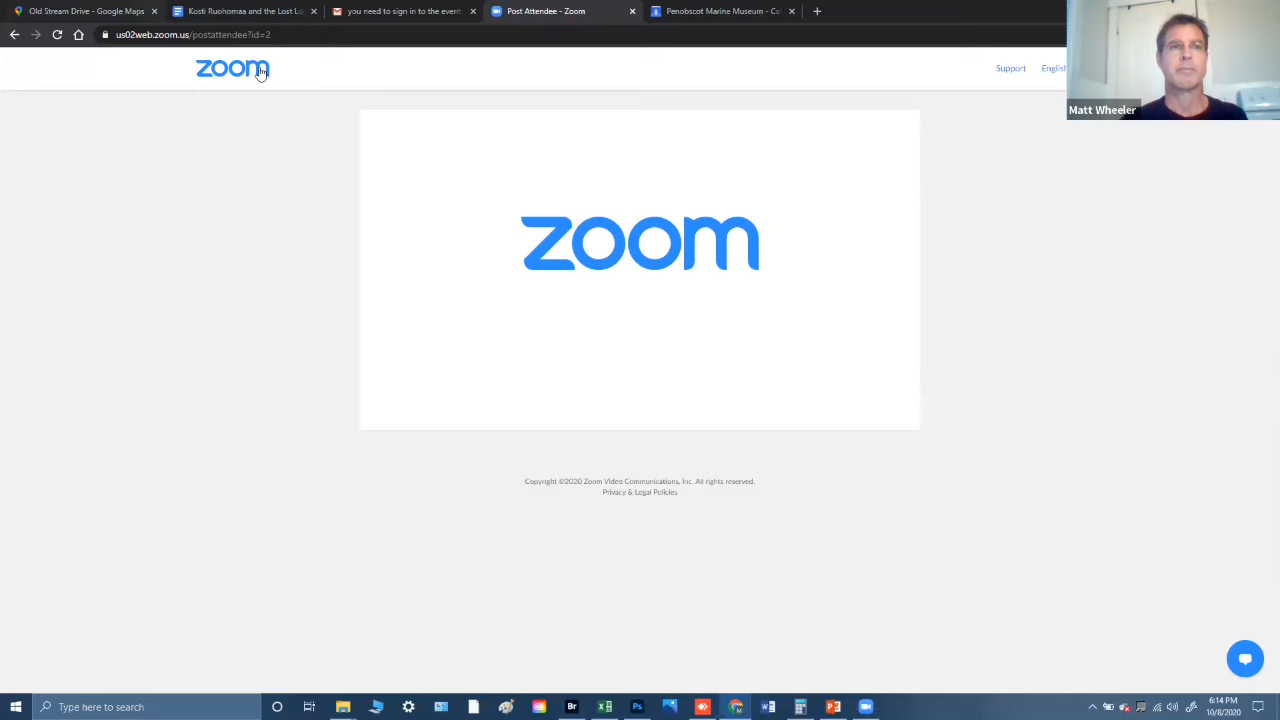 Old Stream Drive - Google Maps
Kosti Ruohomaa and the Lost Lo
you need to sign in to the event
Post Attendee - Zoom
Penobscot Marine Museum - Ca
us02web.zoom.us/postattendee?id=2
zoom
Support
English
Matt Wheeler
zoom
Copyright ©2020 Zoom Video Communications, Inc. All rights reserved.
Privacy & Legal Policies
Type here to search
Br
6:14 PM
10/8/2020